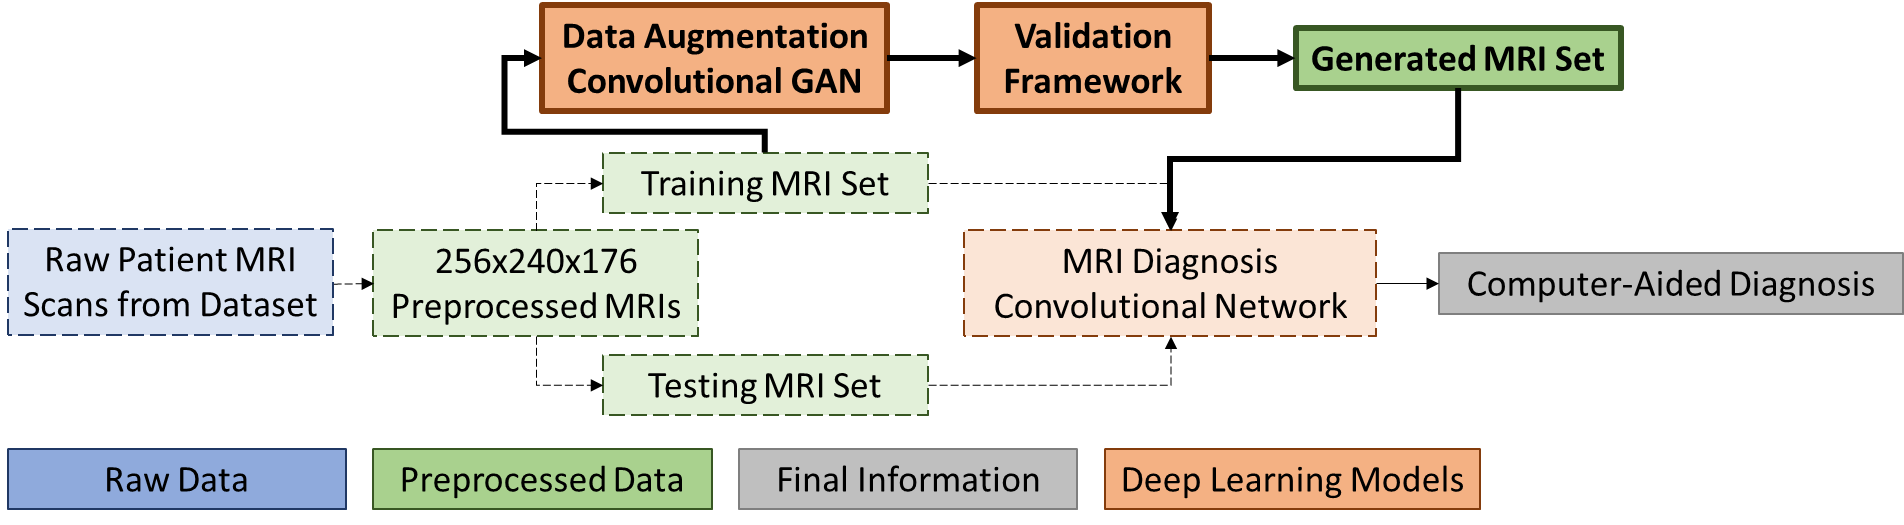 Data Augmentation
Convolutional GAN
Validation
Framework
Generated MRI Set
Training MRI Set
Raw Patient MRI
Scans from Dataset
256x240x176
Preprocessed MRIs
MRI Diagnosis
Convolutional Network
Computer-Aided Diagnosis
Testing MRI Set
Raw Data
Preprocessed Data
Final Information
Deep Learning Models